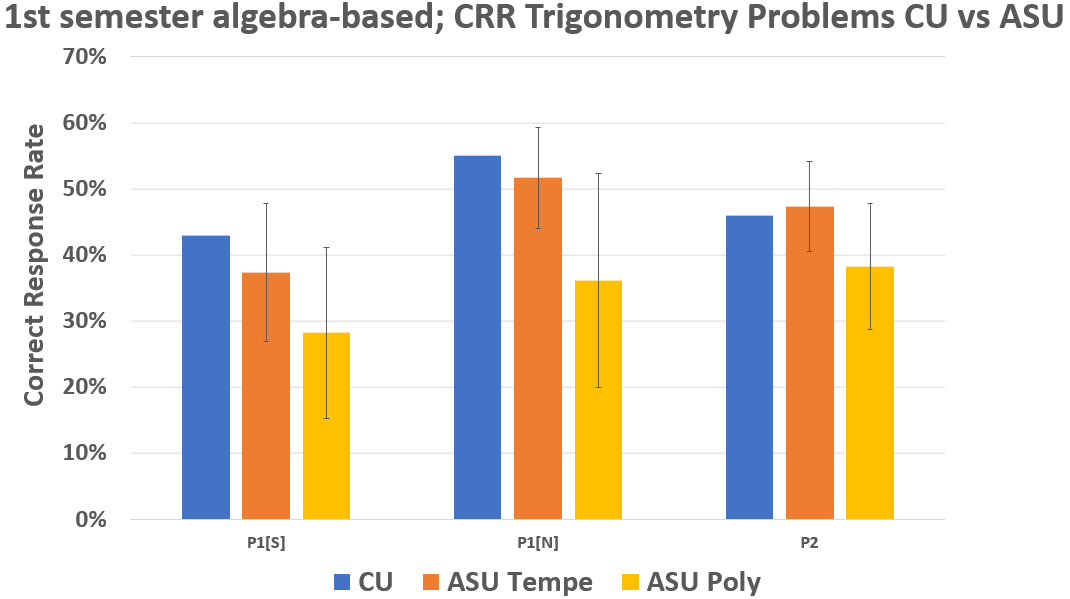 1st semester algebra-based; CRR Trigonometry Problems CU vs ASU
Correct Response Rate
70%
60%
50%
40%
30%
20%
10%
0%
P1[S] P1[N] P2
CU ASU Tempe ASU Poly